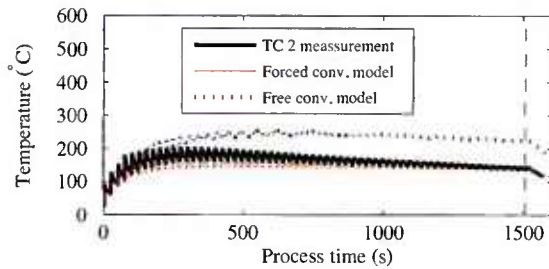 600
500
400
300
200
100
0
Temperature (°C)
TC 2 meassurement
Forced conv. model
Free conv. model
0 500 1000 1500
Process time (s)